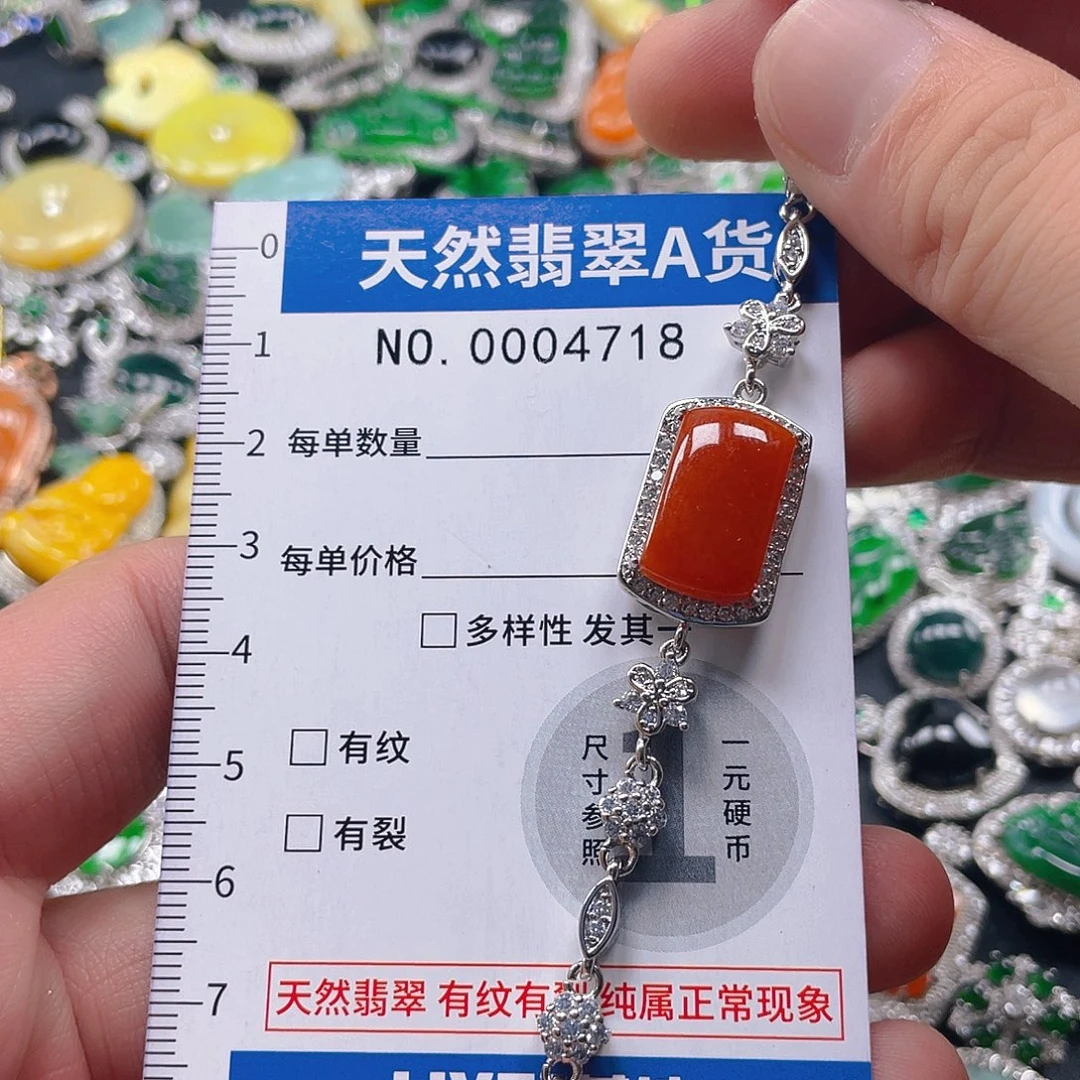 天然翡翠A货
NO. 0004718
0
1
2
3
4
5
6
7
每单数量
每单价格
多样性 发其一
有纹
有裂
尺寸参照
1
一元硬币
天然翡翠 有纹有裂 纯属正常现象